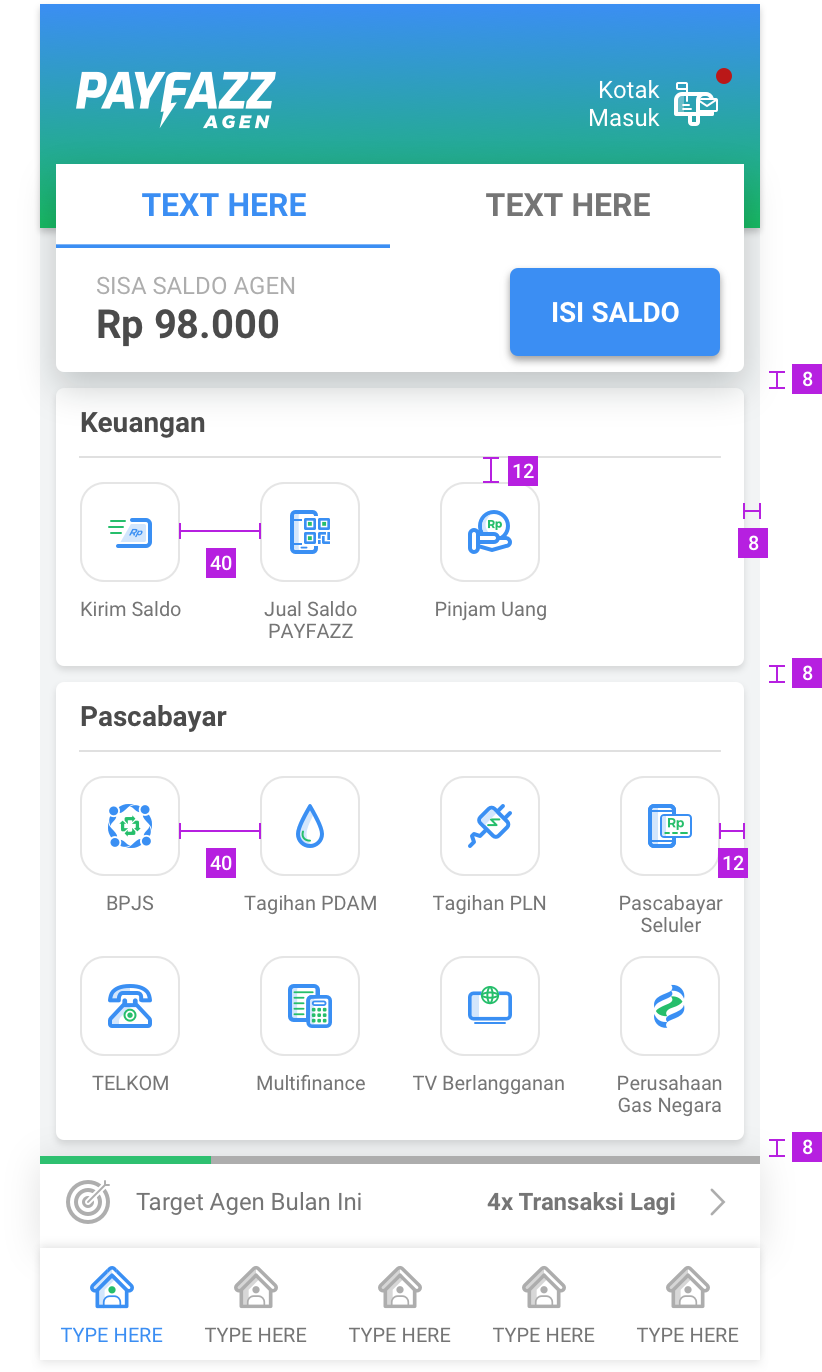 PAYFAZZ
AGEN
Kotak
Masuk
TEXT HERE
TEXT HERE
SISA SALDO AGEN
Rp 98.000
ISI SALDO
8
Keuangan
12
Rp
Rp
8
40
Kirim Saldo
Jual Saldo
PAYFAZZ
Pinjam Uang
8
Pascabayar
Rp
40
12
BPJS
Tagihan PDAM
Tagihan PLN
Pascabayar
Seluler
TELKOM
Multifinance
TV Berlangganan
Perusahaan
Gas Negara
8
Target Agen Bulan Ini
4x Transaksi Lagi
TYPE HERE
TYPE HERE
TYPE HERE
TYPE HERE
TYPE HERE